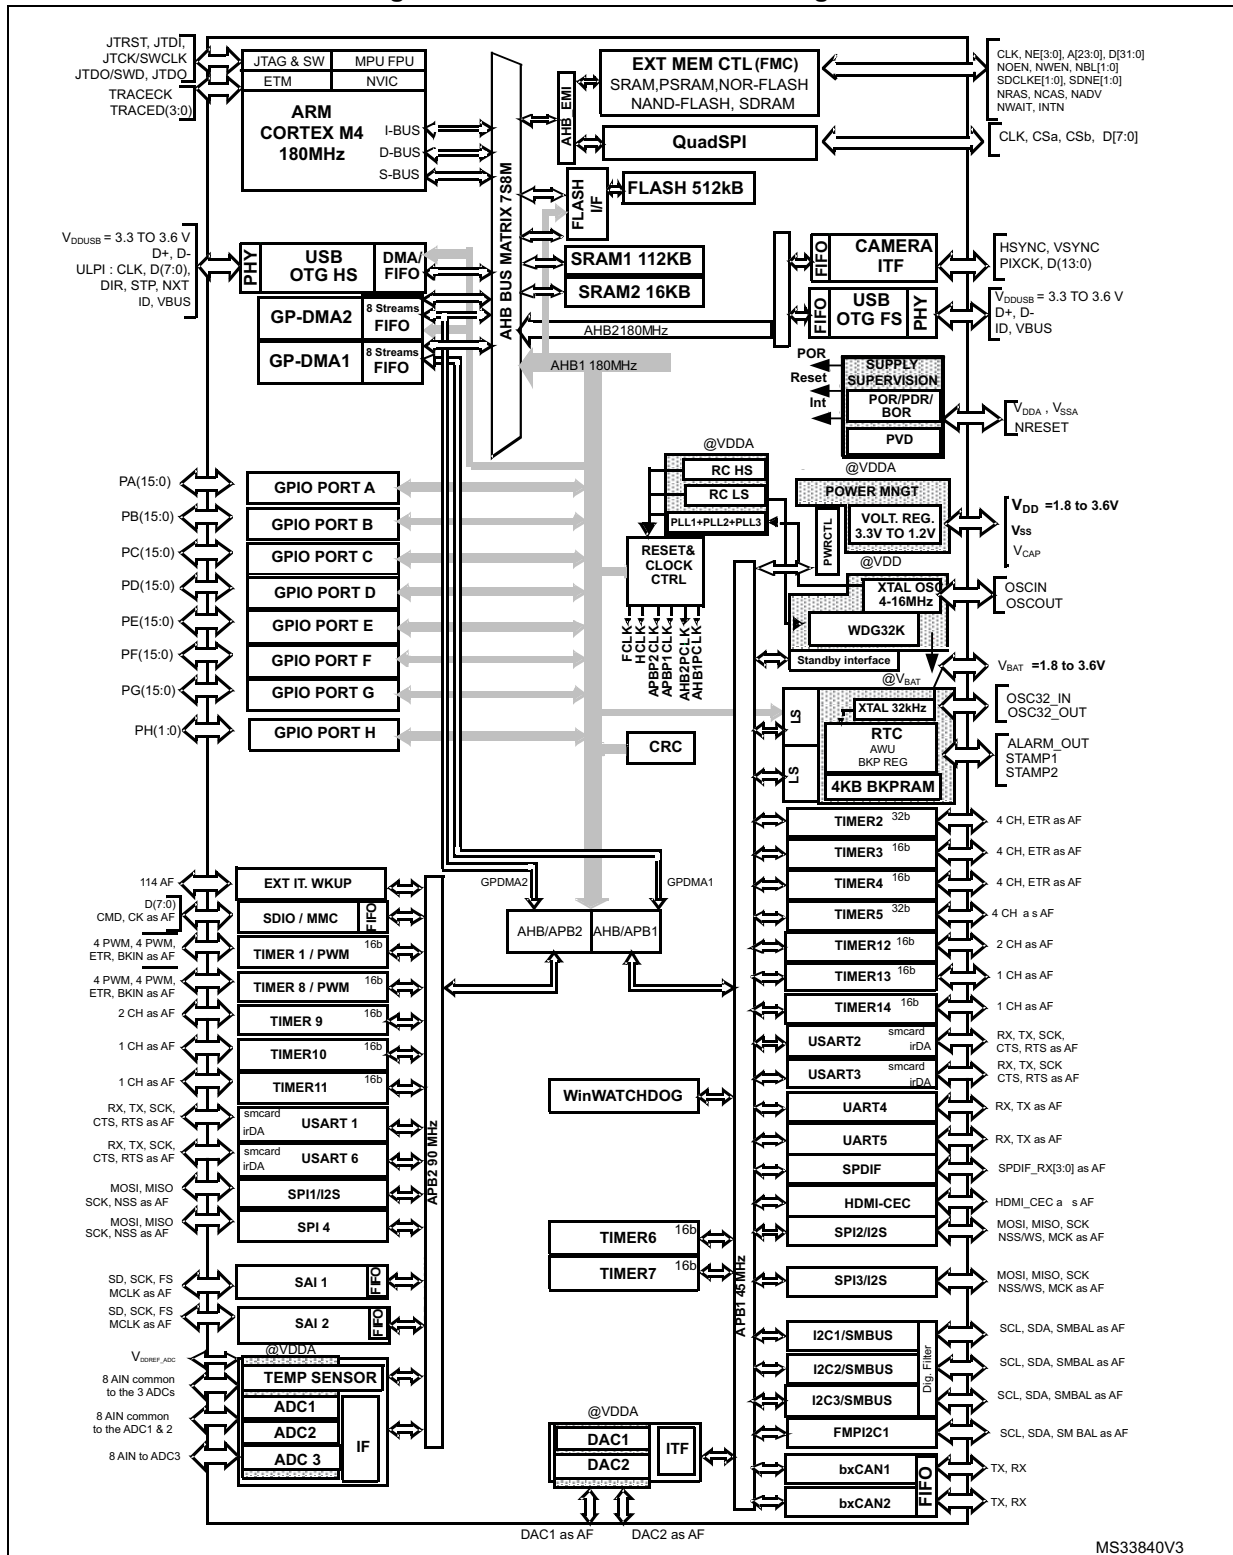 JTRST, JTDI,
JTCK/SWCLK
JTDO/SWD, JTDO
TRACECK
TRACED(3:0)
JTAG & SW
MPU FPU
ETM
NVIC
ARM
CORTEX M4
180MHz
I-BUS
D-BUS
S-BUS
AHB BUS MATRIX 7S8M
AHB EMI
EXT MEM CTL (FMC)
SRAM,PSRAM,NOR-FLASH
NAND-FLASH, SDRAM
CLK, NE[3:0], A[23:0], D[31:0]
NOEN, NWEN, NBL[1:0]
SDCLKE[1:0], SDNE[1:0]
NRAS, NCAS, NADV
NWAIT, INTN
QuadSPI
CLK, CSa, CSb, D[7:0]
FLASH
I/F
FLASH 512kB
SRAM1 112KB
SRAM2 16KB
VDDUSB = 3.3 TO 3.6 V
D+, D-
ULPI : CLK, D(7:0),
DIR, STP, NXT
ID, VBUS
PHY
USB
OTG HS
DMA/
FIFO
GP-DMA2
8 Streams
FIFO
GP-DMA1
8 Streams
FIFO
FIFO
CAMERA
ITF
HSYNC, VSYNC
PIXCK, D(13:0)
FIFO
USB
OTG FS
PHY
VDDUSB = 3.3 TO 3.6 V
D+, D-
ID, VBUS
AHB2180MHz
AHB1 180MHz
POR
Reset
Int
SUPPLY
SUPERVISION
POR/PDR/
BOR
PVD
VDDA , VSSA
NRESET
@VDDA
RC HS
RC LS
PLL1+PLL2+PLL3
RESET&
CLOCK
CTRL
FCLK
HCLK
APBP2CLK
APBP1CLK
AHB2PCLK
AHB1PCLK
@VDDA
POWER MNGT
VOLT. REG.
3.3V TO 1.2V
PWRCTL
VDD =1.8 to 3.6V
VSS
VCAP
@VDD
XTAL OSC
4-16MHz
OSCIN
OSCOUT
WDG32K
Standby interface
@VBAT
VBAT =1.8 to 3.6V
LS
LS
XTAL 32kHz
OSC32_IN
OSC32_OUT
RTC
AWU
BKP REG
4KB BKPRAM
ALARM_OUT
STAMP1
STAMP2
PA(15:0)
GPIO PORT A
PB(15:0)
GPIO PORT B
PC(15:0)
GPIO PORT C
PD(15:0)
GPIO PORT D
PE(15:0)
GPIO PORT E
PF(15:0)
GPIO PORT F
PG(15:0)
GPIO PORT G
PH(1:0)
GPIO PORT H
CRC
GPDMA2
GPDMA1
AHB/APB2
AHB/APB1
114 AF
EXT IT. WKUP
D(7:0)
CMD, CK as AF
SDIO / MMC
FIFO
4 PWM, 4 PWM,
ETR, BKIN as AF
TIMER 1 / PWM 16b
4 PWM, 4 PWM,
ETR, BKIN as AF
TIMER 8 / PWM 16b
2 CH as AF
TIMER 9 16b
1 CH as AF
TIMER10 16b
1 CH as AF
TIMER11 16b
RX, TX, SCK,
CTS, RTS as AF
smcard
irDA
USART 1
RX, TX, SCK,
CTS, RTS as AF
smcard
irDA
USART 6
MOSI, MISO
SCK, NSS as AF
SPI1/I2S
MOSI, MISO
SCK, NSS as AF
SPI 4
SD, SCK, FS
MCLK as AF
SAI 1
FIFO
SD, SCK, FS
MCLK as AF
SAI 2
FIFO
APB2 90 MHz
@VDDA
VDDREF_ADC
TEMP SENSOR
8 AIN common
to the 3 ADCs
ADC1
8 AIN common
to the ADC1 & 2
ADC2
8 AIN to ADC3
ADC 3
IF
WinWATCHDOG
TIMER6 16b
TIMER7 16b
@VDDA
DAC1
DAC2
ITF
DAC1 as AF
DAC2 as AF
APB1 45 MHz
TIMER2 32b
4 CH, ETR as AF
TIMER3 16b
4 CH, ETR as AF
TIMER4 16b
4 CH, ETR as AF
TIMER5 32b
4 CH a s AF
TIMER12 16b
2 CH as AF
TIMER13 16b
1 CH as AF
TIMER14 16b
1 CH as AF
USART2
smcard
irDA
RX, TX, SCK,
CTS, RTS as AF
USART3
smcard
irDA
RX, TX, SCK
CTS, RTS as AF
UART4
RX, TX as AF
UART5
RX, TX as AF
SPDIF
SPDIF_RX[3:0] as AF
HDMI-CEC
HDMI_CEC a s AF
SPI2/I2S
MOSI, MISO, SCK
NSS/WS, MCK as AF
SPI3/I2S
MOSI, MISO, SCK
NSS/WS, MCK as AF
I2C1/SMBUS
SCL, SDA, SMBAL as AF
I2C2/SMBUS
SCL, SDA, SMBAL as AF
I2C3/SMBUS
SCL, SDA, SMBAL as AF
Dig. Filter
FMPI2C1
SCL, SDA, SM BAL as AF
bxCAN1
TX, RX
bxCAN2
TX, RX
FIFO
MS33840V3